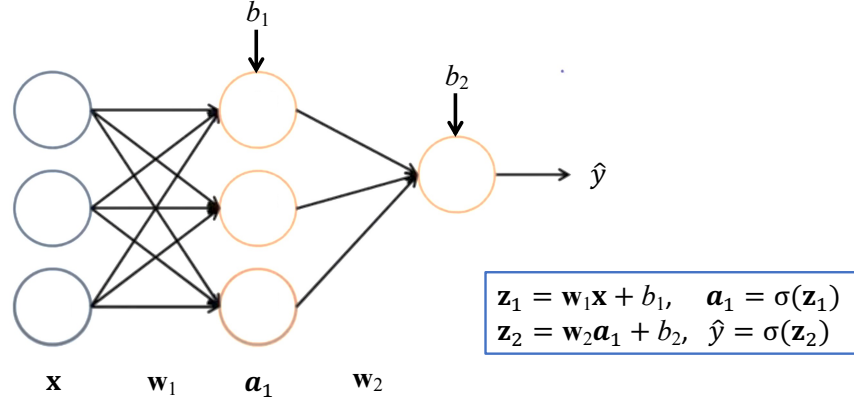 b₁
b₂
ŷ
𝐳₁ = 𝐰₁𝐱 + b₁,    𝒂₁ = σ(𝐳₁)
𝐳₂ = 𝐰₂𝒂₁ + b₂,  ŷ = σ(𝐳₂)
𝐱    𝐰₁    𝒂₁    𝐰₂